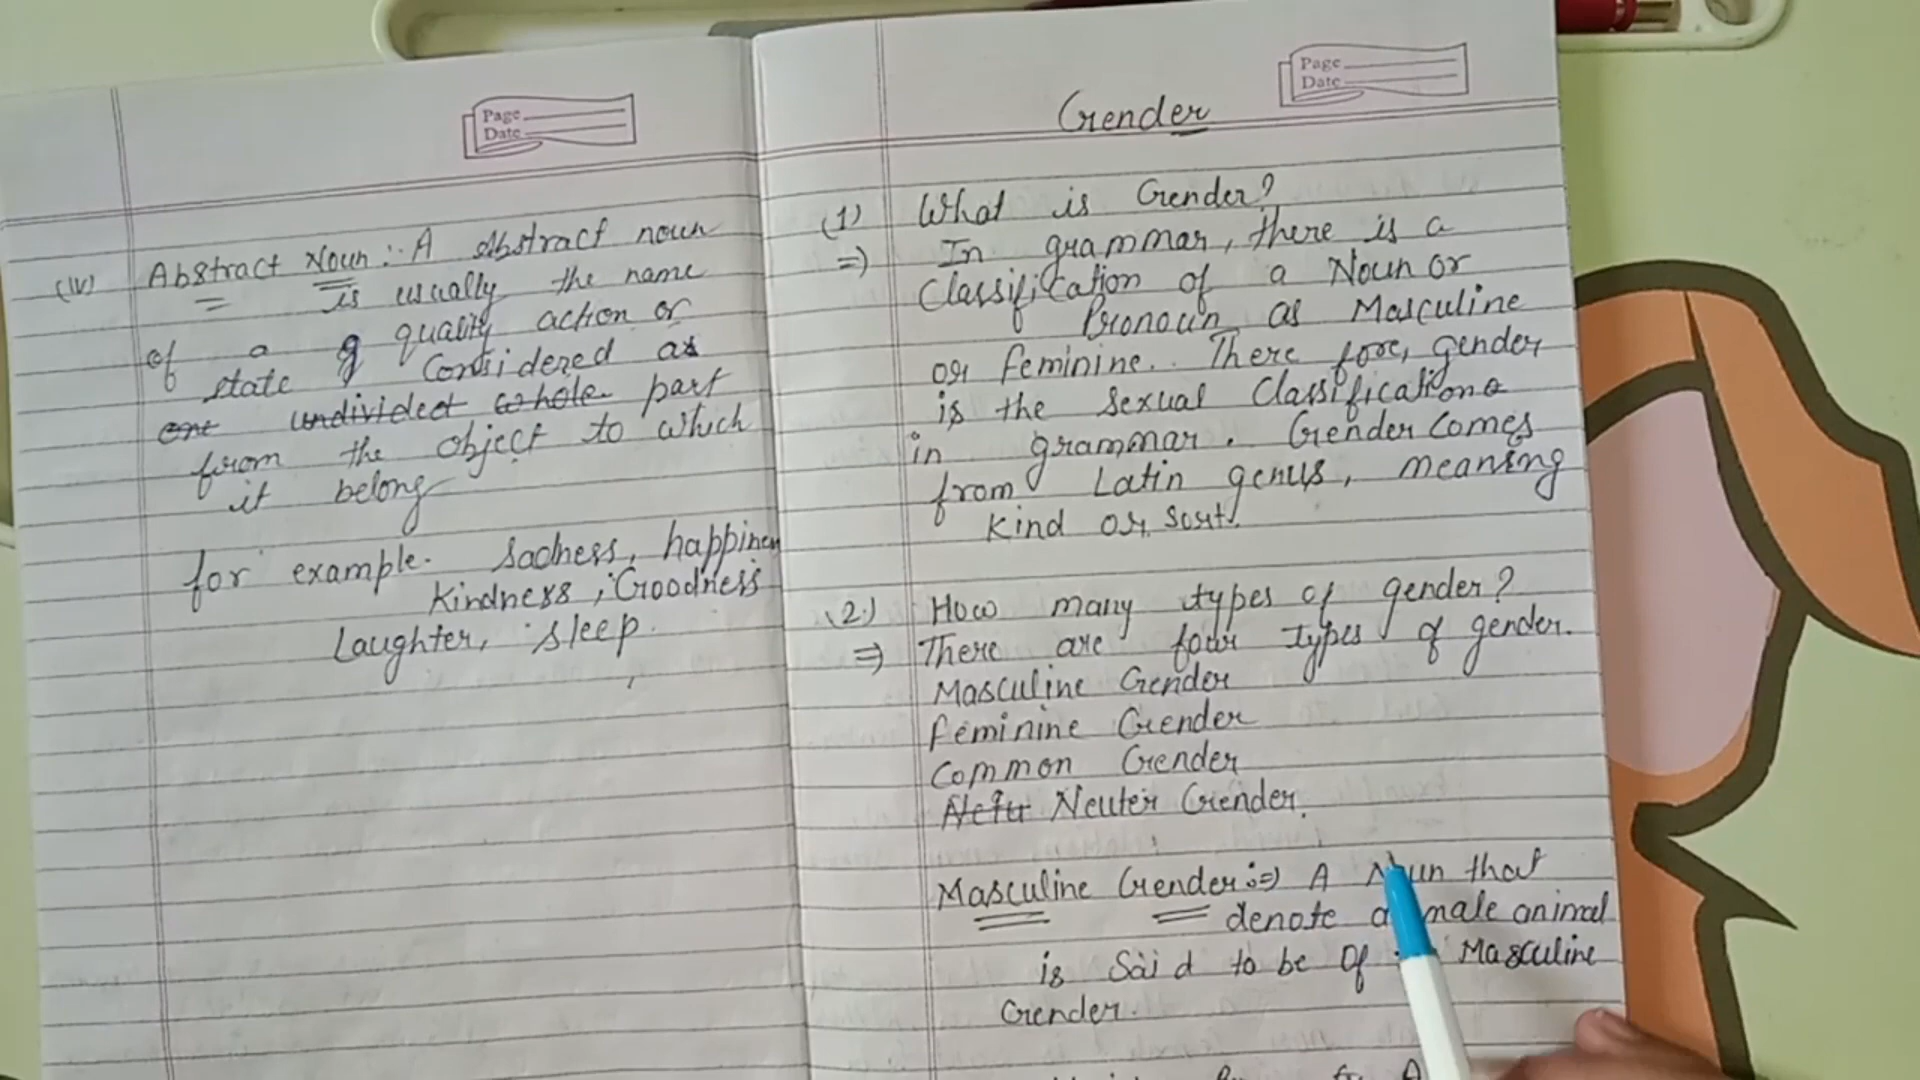 Page
Date
(IV) Abstract Noun :- A abstract noun
is usually the name
of a quality action or
state Considered as
one undivided whole part
from the object to which
it belong
for example. Sadness, happiness
Kindness, Goodness
Laughter, sleep.
Page
Date
Gender
(1) What is Gender?
=) In grammar, there is a
Classification of a Noun or
Pronoun as Masculine
or feminine. There fore, gender
is the sexual Classification
in grammar. Gender comes
from Latin genus, meaning
kind or sort.
(2) How many types of gender?
=> There are four types of gender.
Masculine Gender
feminine Gender
Common Gender
Neuter Gender.
Masculine Gender :=) A Noun that
denote a male animal
is Said to be Of Masculine
Gender.